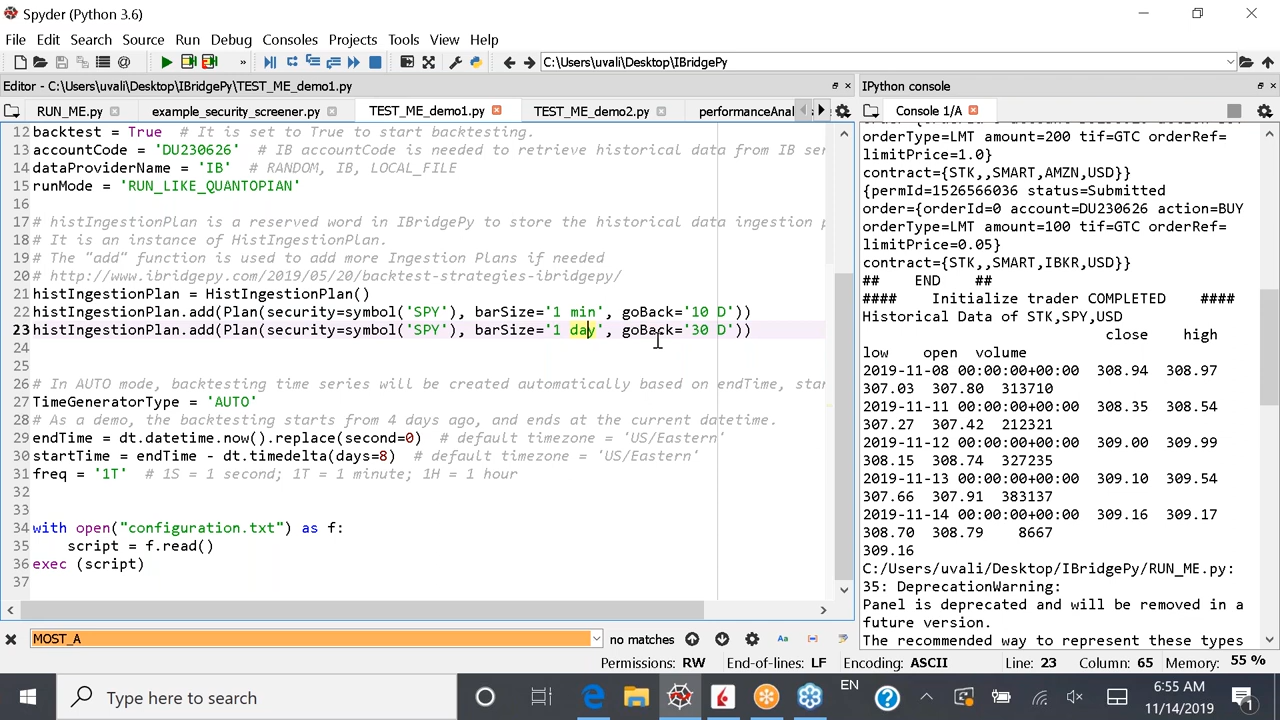 Spyder (Python 3.6)
File Edit Search Source Run Debug Consoles Projects Tools View Help
C:\Users\uvali\Desktop\IBridgePy
Editor - C:\Users\uvali\Desktop\IBridgePy\TEST_ME_demo1.py
RUN_ME.py example_security_screener.py TEST_ME_demo1.py TEST_ME_demo2.py performanceAnal
12 backtest = True  # It is set to True to start backtesting.
13 accountCode = 'DU230626'  # IB accountCode is needed to retrieve historical data from IB ser
14 dataProviderName = 'IB'  # RANDOM, IB, LOCAL_FILE
15 runMode = 'RUN_LIKE_QUANTOPIAN'
16
17 # histIngestionPlan is a reserved word in IBridgePy to store the historical data ingestion p
18 # It is an instance of HistIngestionPlan.
19 # The "add" function is used to add more Ingestion Plans if needed
20 # http://www.ibridgepy.com/2019/05/20/backtest-strategies-ibridgepy/
21 histIngestionPlan = HistIngestionPlan()
22 histIngestionPlan.add(Plan(security=symbol('SPY'), barSize='1 min', goBack='10 D'))
23 histIngestionPlan.add(Plan(security=symbol('SPY'), barSize='1 day', goBack='30 D'))
24
25
26 # In AUTO mode, backtesting time series will be created automatically based on endTime, star
27 TimeGeneratorType = 'AUTO'
28 # As a demo, the backtesting starts from 4 days ago, and ends at the current datetime.
29 endTime = dt.datetime.now().replace(second=0)  # default timezone = 'US/Eastern'
30 startTime = endTime - dt.timedelta(days=8)  # default timezone = 'US/Eastern'
31 freq = '1T'  # 1S = 1 second; 1T = 1 minute; 1H = 1 hour
32
33
34 with open("configuration.txt") as f:
35     script = f.read()
36 exec (script)
37
MOST_A no matches Aa
IPython console
Console 1/A
orderType=LMT amount=200 tif=GTC orderRef=
limitPrice=1.0}
contract={STK,,SMART,AMZN,USD}}
{permId=1526566036 status=Submitted
order={orderId=0 account=DU230626 action=BUY
orderType=LMT amount=100 tif=GTC orderRef=
limitPrice=0.05}
contract={STK,,SMART,IBKR,USD}}
##    END    ##
####    Initialize trader COMPLETED    ####
Historical Data of STK,SPY,USD
close high
low open volume
2019-11-08 00:00:00+00:00 308.94 308.97
307.03 307.80 313710
2019-11-11 00:00:00+00:00 308.35 308.54
307.27 307.42 212321
2019-11-12 00:00:00+00:00 309.00 309.99
308.15 308.74 327235
2019-11-13 00:00:00+00:00 309.10 309.54
307.66 307.91 383137
2019-11-14 00:00:00+00:00 309.16 309.17
308.70 308.79 8667
309.16
C:/Users/uvali/Desktop/IBridgePy/RUN_ME.py:
35: DeprecationWarning:
Panel is deprecated and will be removed in a
future version.
The recommended way to represent these types
Permissions: RW End-of-lines: LF Encoding: ASCII Line: 23 Column: 65 Memory: 55 %
Type here to search
EN
6:55 AM
11/14/2019
1